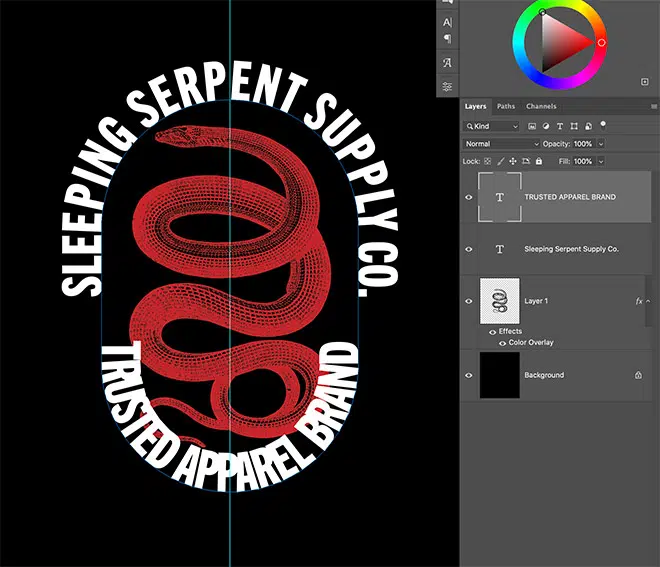 SLEEPING SERPENT SUPPLY CO.
TRUSTED APPAREL BRAND
A|
Layers Paths Channels
Kind
Normal Opacity: 100%
Lock: Fill: 100%
T TRUSTED APPAREL BRAND
T Sleeping Serpent Supply Co.
Layer 1 fx
Effects
Color Overlay
Background